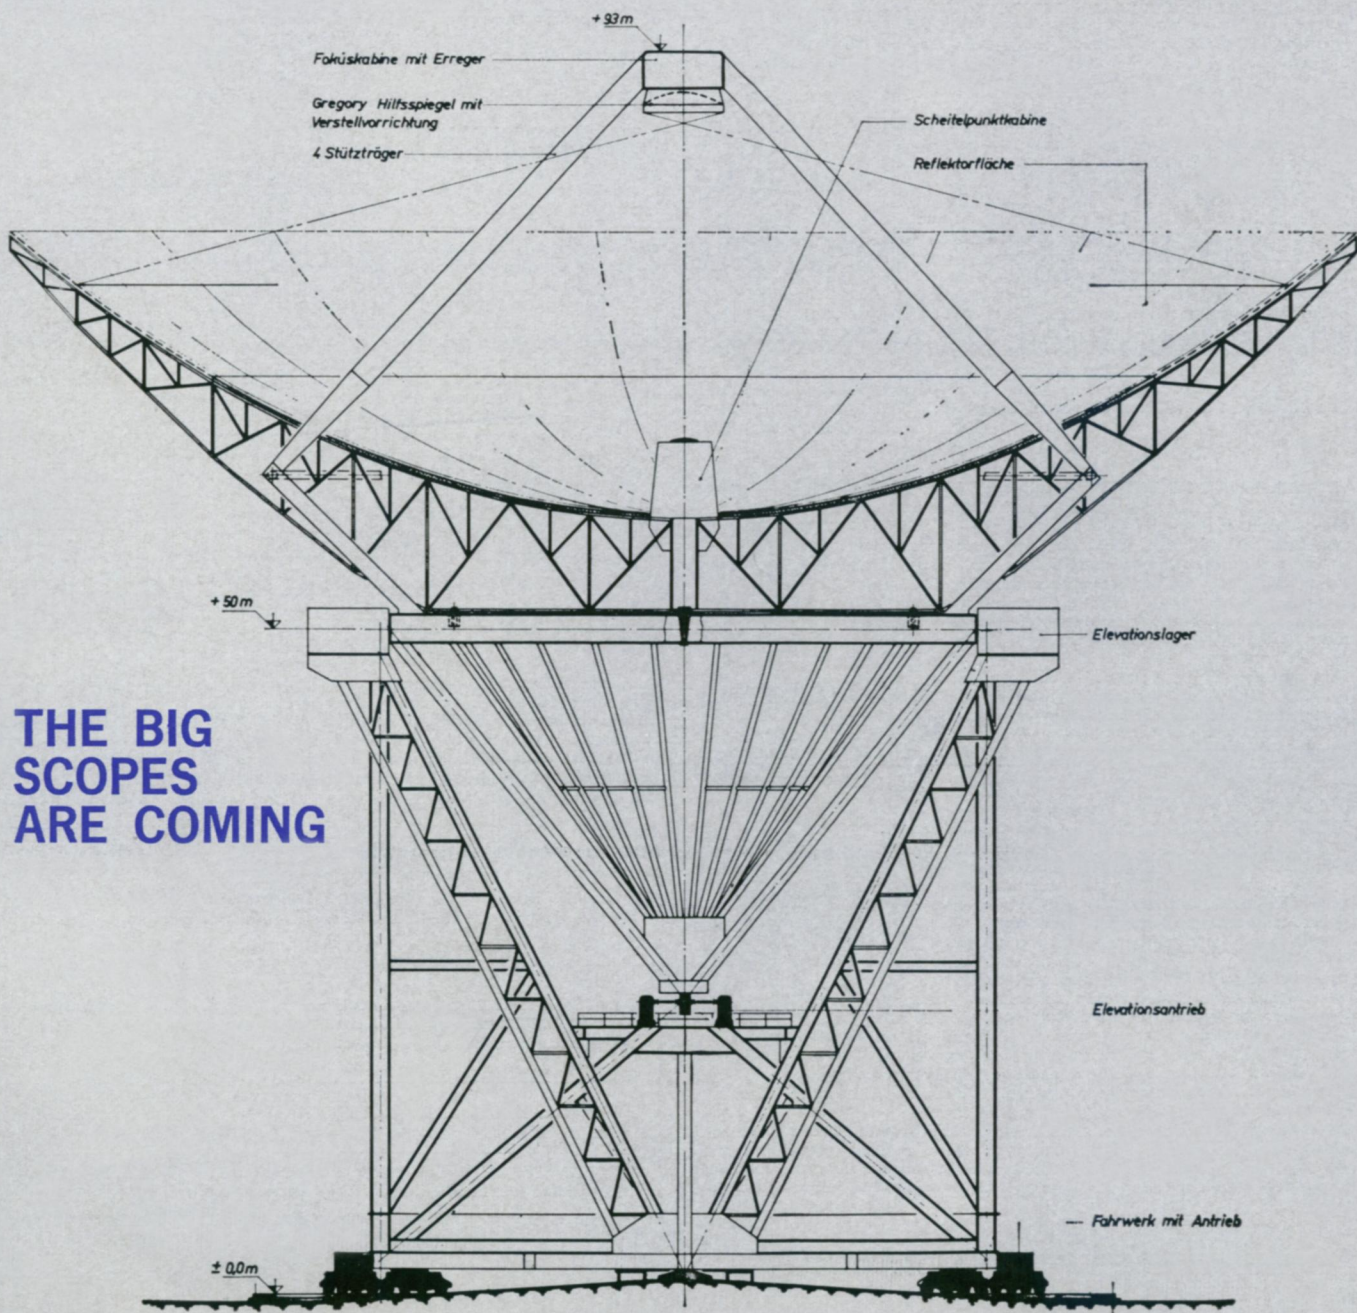 +93m
Fokuskabine mit Erreger
Gregory Hilfsspiegel mit
Verstellvorrichtung
4 Stützträger
Scheitelpunktkabine
Reflektorfläche
+50m
Elevationslager
THE BIG
SCOPES
ARE COMING
Elevationsantrieb
Fahrwerk mit Antrieb
± 0,0m